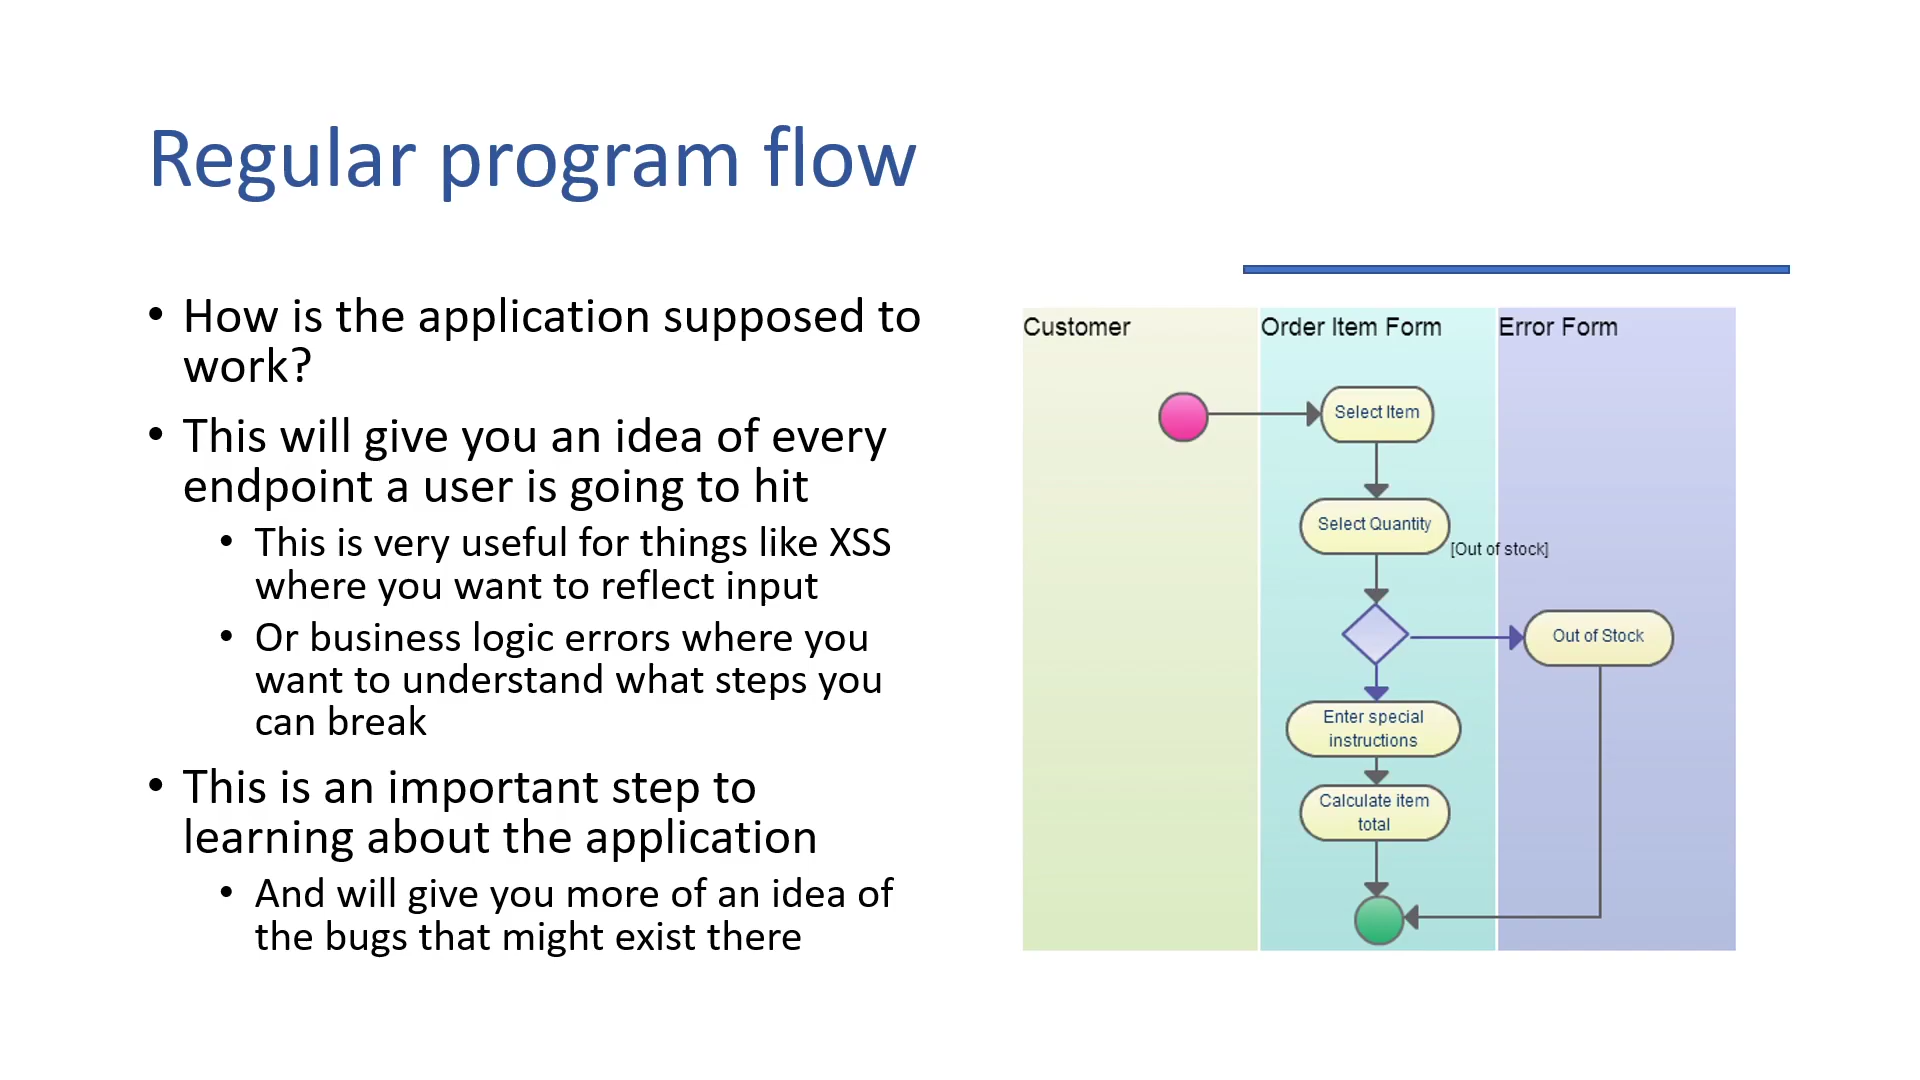 Regular program flow
• How is the application supposed to
work?
• This will give you an idea of every
endpoint a user is going to hit
• This is very useful for things like XSS
where you want to reflect input
• Or business logic errors where you
want to understand what steps you
can break
• This is an important step to
learning about the application
• And will give you more of an idea of
the bugs that might exist there
Customer
Order Item Form
Error Form
Select Item
Select Quantity
[Out of stock]
Out of Stock
Enter special
instructions
Calculate item
total